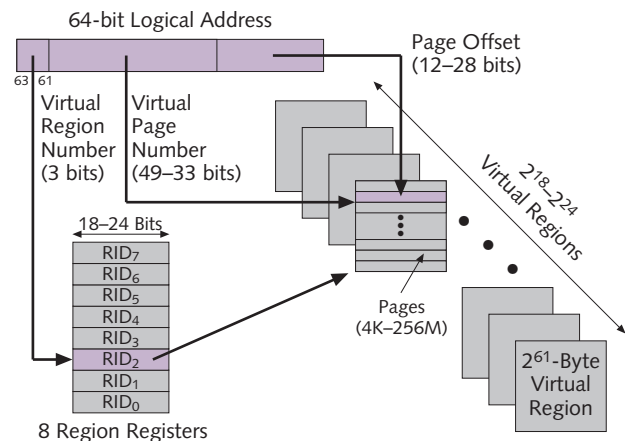 64-bit Logical Address
Page Offset
(12–28 bits)
63 61
Virtual
Region
Number
(3 bits)
Virtual
Page
Number
(49–33 bits)
2¹⁸–2²⁴
Virtual Regions
18–24 Bits
RID₇
RID₆
RID₅
RID₄
RID₃
RID₂
RID₁
RID₀
8 Region Registers
Pages
(4K–256M)
2⁶¹-Byte
Virtual
Region